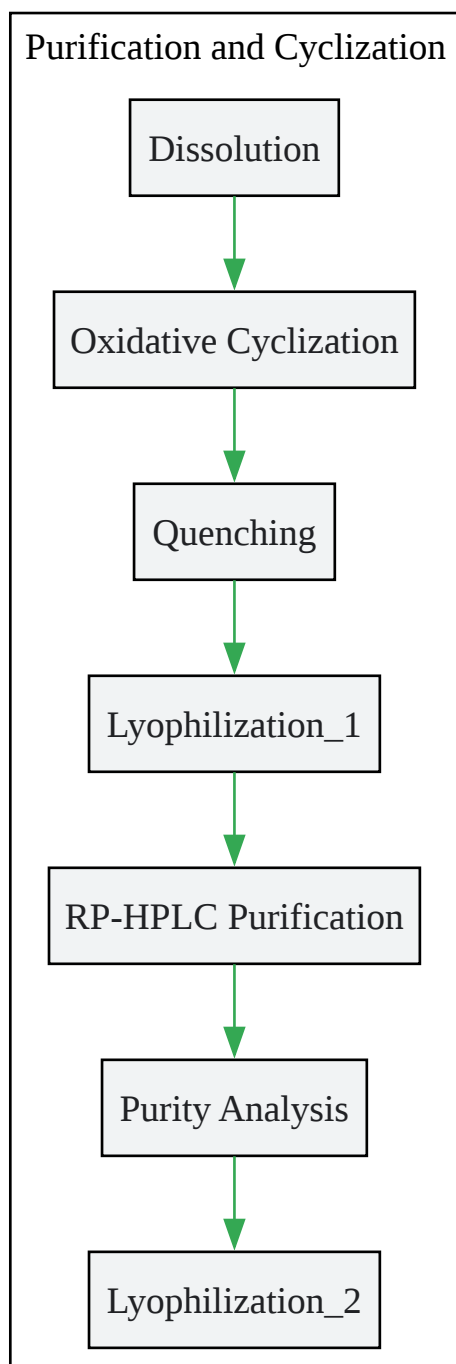 Purification and Cyclization
Dissolution
Oxidative Cyclization
Quenching
Lyophilization_1
RP-HPLC Purification
Purity Analysis
Lyophilization_2